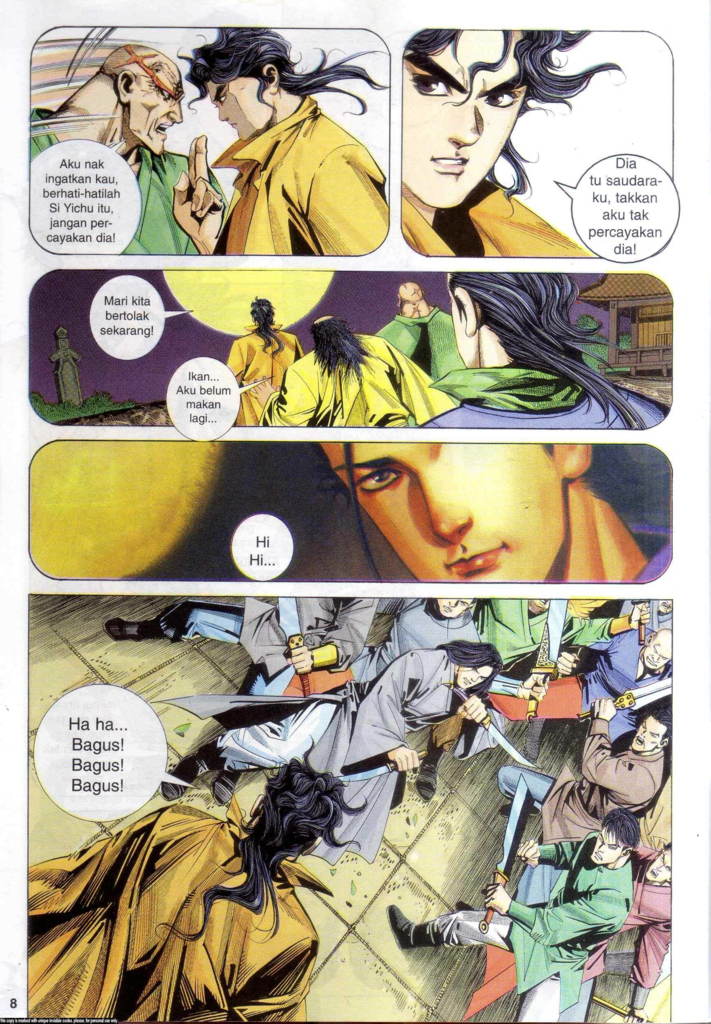 Aku nak
ingatkan kau,
berhati-hatilah
Si Yichu itu,
jangan per-
cayakan dia!
Dia
tu saudara-
ku, takkan
aku tak
percayakan
dia!
Mari kita
bertolak
sekarang!
Ikan...
Aku belum
makan
lagi...
Hi
Hi...
Ha ha...
Bagus!
Bagus!
Bagus!
8